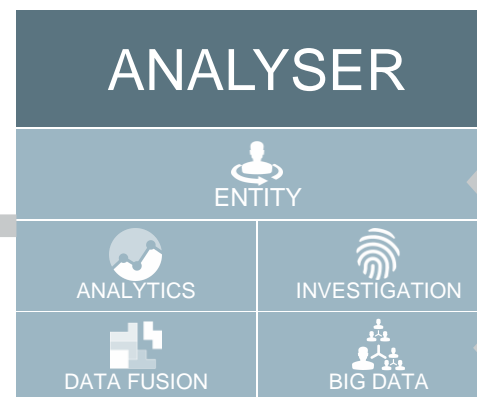 ANALYSER
ENTITY
ANALYTICS
INVESTIGATION
DATA FUSION
BIG DATA